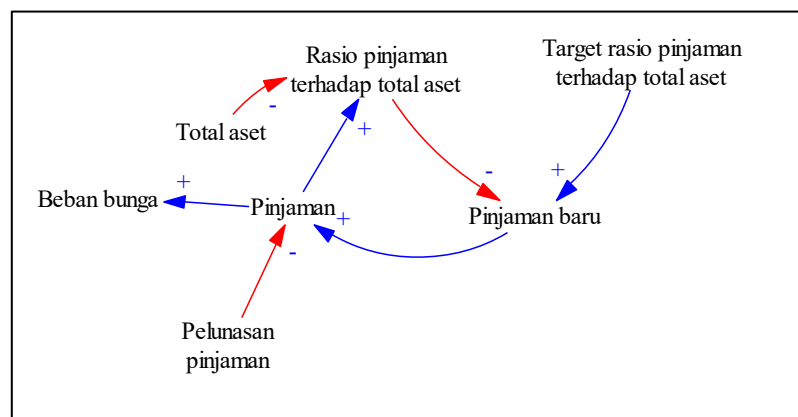 Rasio pinjaman
terhadap total aset
Target rasio pinjaman
terhadap total aset
-
Total aset
+
-
+
Beban bunga
+
Pinjaman
+
Pinjaman baru
-
Pelunasan
pinjaman